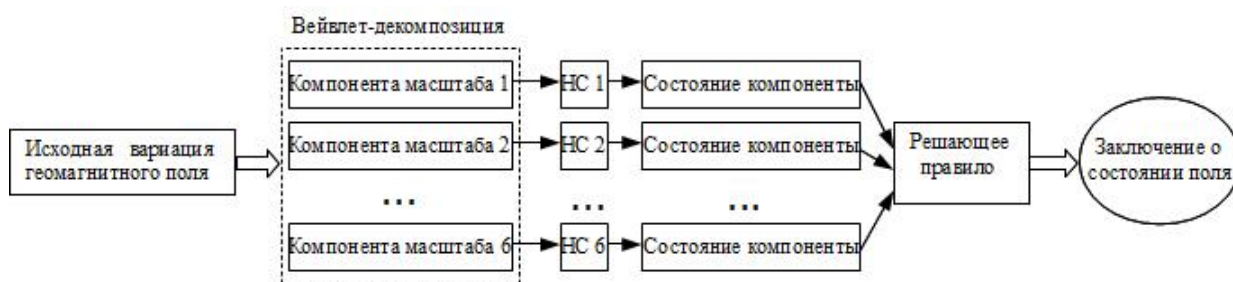 Вейвлет-декомпозиция
Компонента масштаба 1
НС 1
Состояние компоненты
Исходная вариация
геомагнитного поля
Компонента масштаба 2
НС 2
Состояние компоненты
Решающее
правило
Заключение о
состоянии поля
...
...
...
Компонента масштаба 6
НС 6
Состояние компоненты